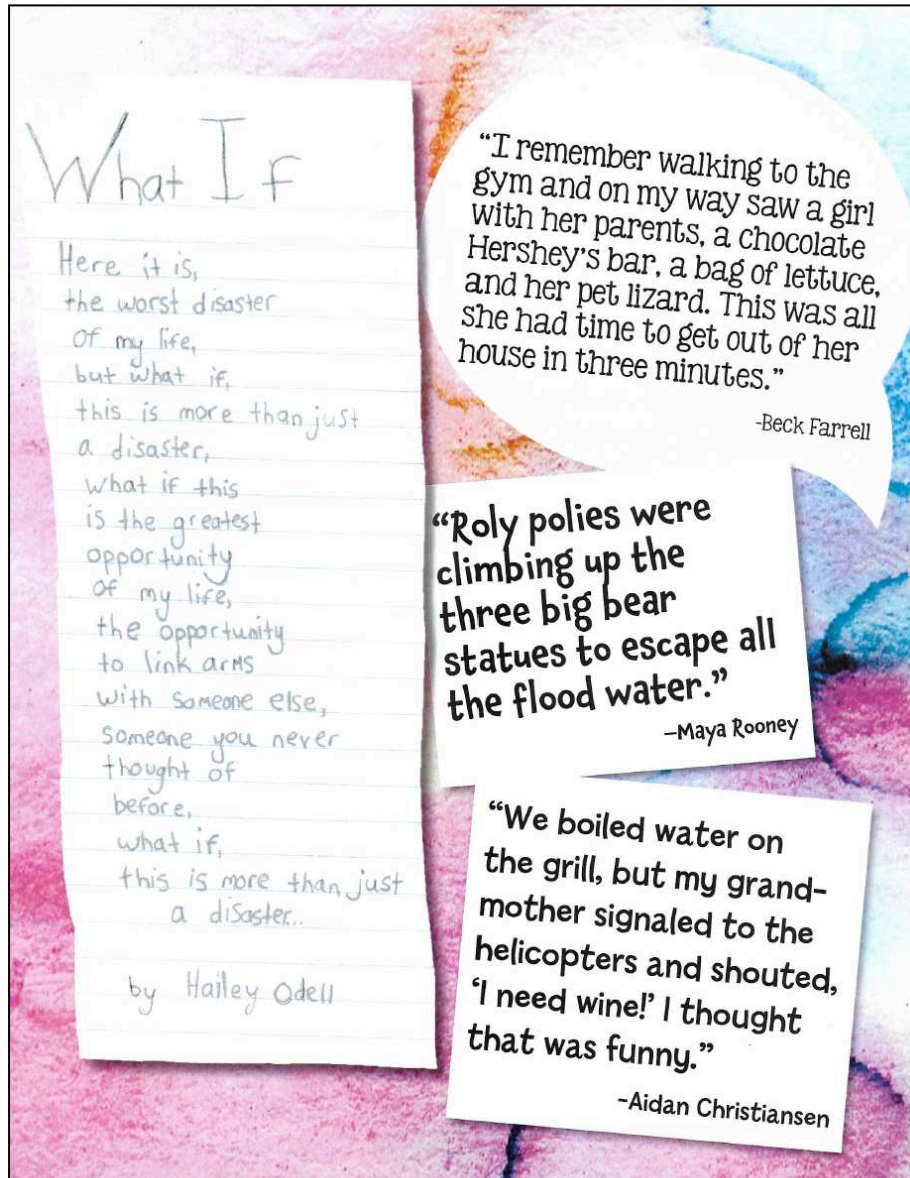 What If
Here it is,
the worst disaster
of my life,
but what if,
this is more than just
a disaster,
what if this
is the greatest
opportunity
of my life,
the opportunity
to link arms
with someone else,
someone you never
thought of
before,
what if,
this is more than just
a disaster...
by Hailey Odell
“I remember walking to the
gym and on my way saw a girl
with her parents, a chocolate
Hershey’s bar, a bag of lettuce,
and her pet lizard. This was all
she had time to get out of her
house in three minutes.”
-Beck Farrell
“Roly polies were
climbing up the
three big bear
statues to escape all
the flood water.”
—Maya Rooney
“We boiled water on
the grill, but my grand-
mother signaled to the
helicopters and shouted,
‘I need wine!’ I thought
that was funny.”
-Aidan Christiansen